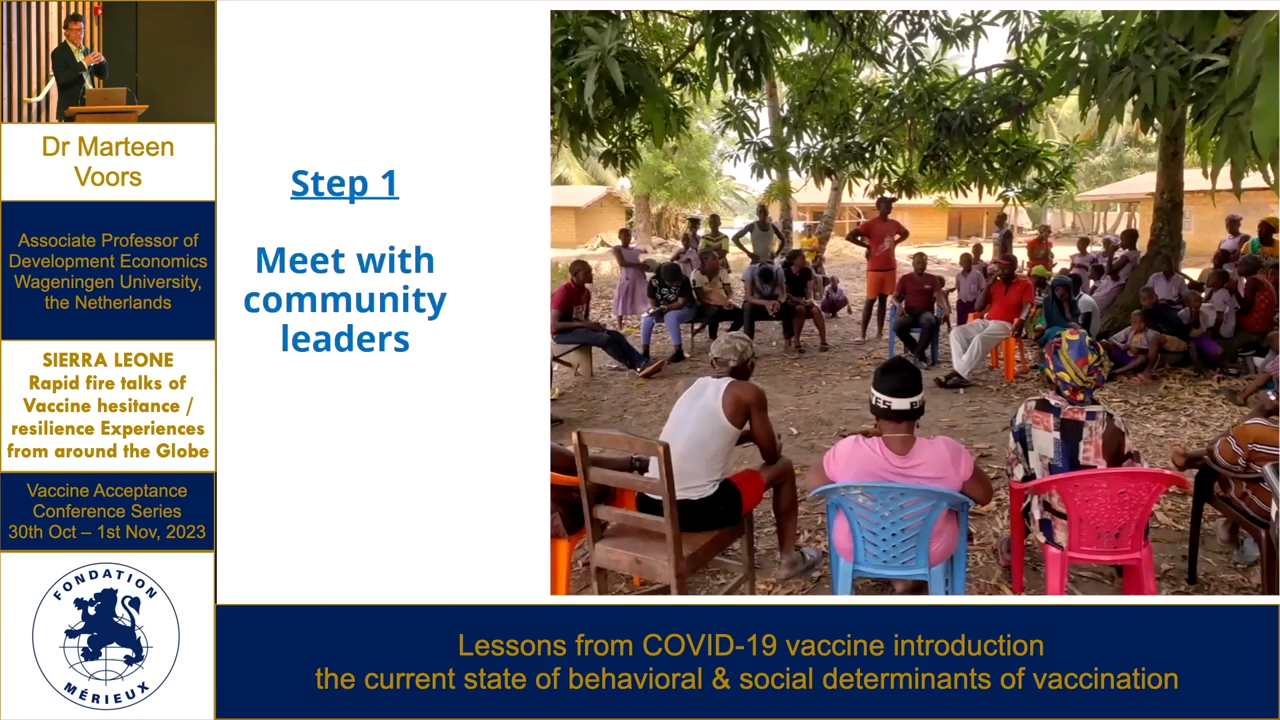 Dr Marteen
Voors
Associate Professor of
Development Economics
Wageningen University,
the Netherlands
SIERRA LEONE
Rapid fire talks of
Vaccine hesitance /
resilience Experiences
from around the Globe
Vaccine Acceptance
Conference Series
30th Oct – 1st Nov, 2023
FONDATION
MÉRIEUX
Step 1
Meet with
community
leaders
Lessons from COVID-19 vaccine introduction
the current state of behavioral & social determinants of vaccination